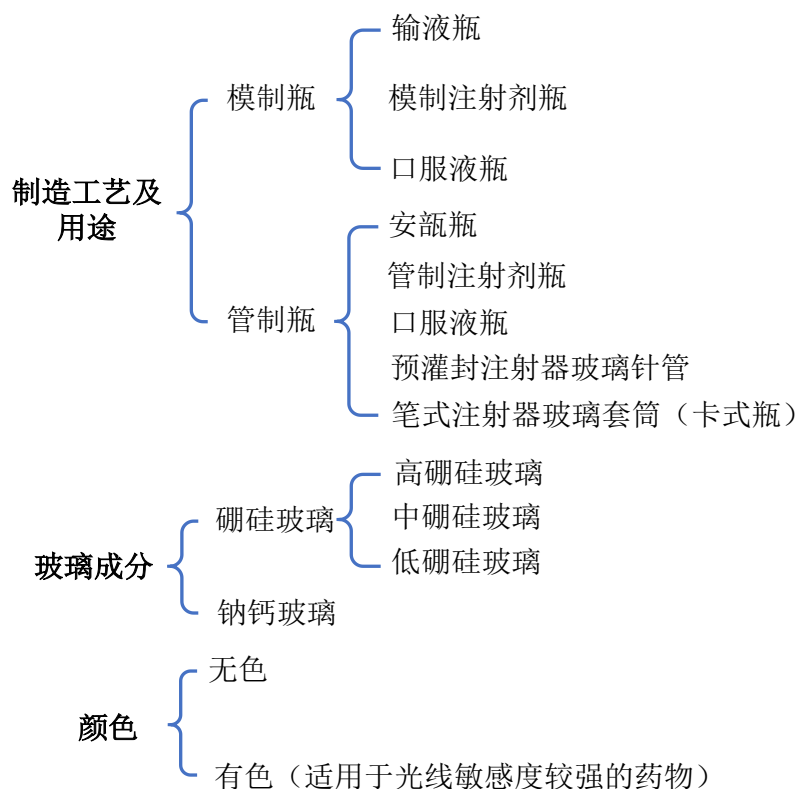 制造工艺及
用途
模制瓶
输液瓶
模制注射剂瓶
口服液瓶
管制瓶
安瓿瓶
管制注射剂瓶
口服液瓶
预灌封注射器玻璃针管
笔式注射器玻璃套筒（卡式瓶）
玻璃成分
硼硅玻璃
高硼硅玻璃
中硼硅玻璃
低硼硅玻璃
钠钙玻璃
颜色
无色
有色（适用于光线敏感度较强的药物）